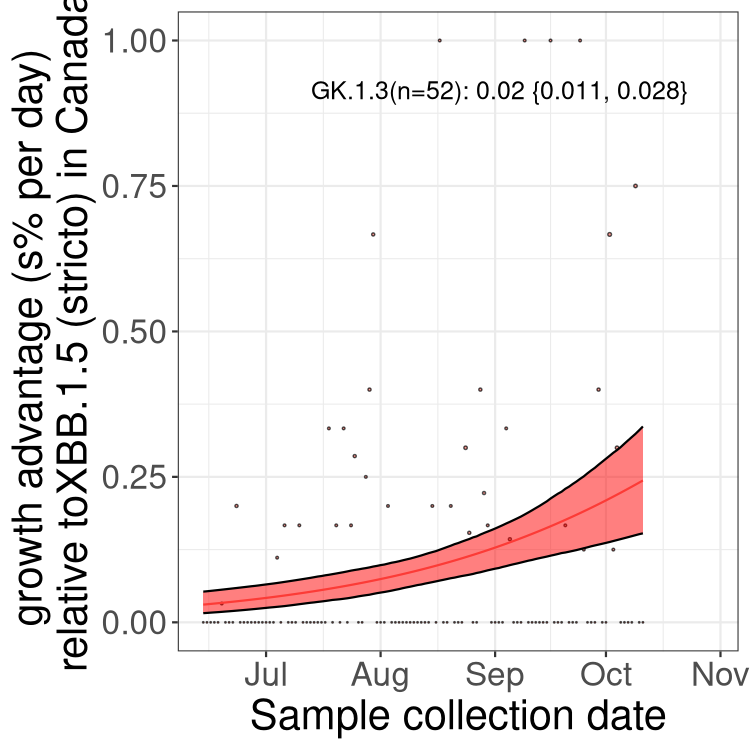 growth advantage (s% per day)
relative toXBB.1.5 (stricto) in Canada
1.00
0.75
0.50
0.25
0.00
GK.1.3(n=52): 0.02 {0.011, 0.028}
Jul Aug Sep Oct Nov
Sample collection date